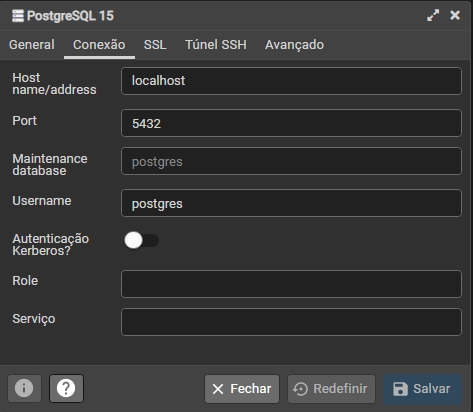 PostgreSQL 15
General Conexão SSL Túnel SSH Avançado
Host
name/address
localhost
Port
5432
Maintenance
database
postgres
Username
postgres
Autenticação
Kerberos?
Role
Serviço
Fechar Redefinir Salvar